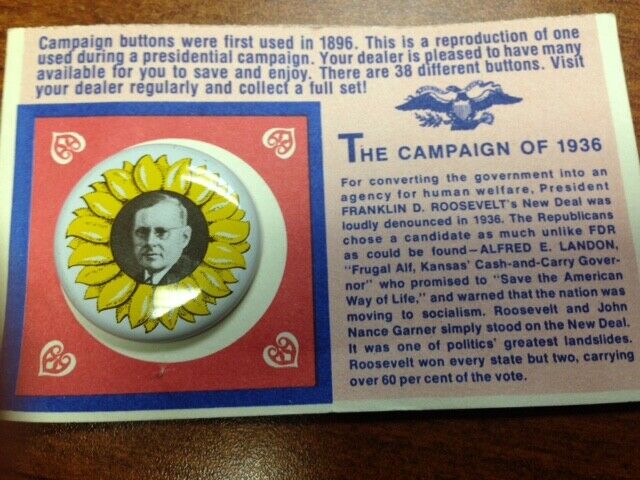 Campaign buttons were first used in 1896. This is a reproduction of one
used during a presidential campaign. Your dealer is pleased to have many
available for you to save and enjoy. There are 38 different buttons. Visit
your dealer regularly and collect a full set!
THE CAMPAIGN OF 1936
For converting the government into an
agency for human welfare, President
FRANKLIN D. ROOSEVELT's New Deal was
loudly denounced in 1936. The Republicans
chose a candidate as much unlike FDR
as could be found—ALFRED E. LANDON,
"Frugal Alf, Kansas' Cash-and-Carry Gover-
nor" who promised to "Save the American
Way of Life," and warned that the nation was
moving to socialism. Roosevelt and John
Nance Garner simply stood on the New Deal.
It was one of politics' greatest landslides.
Roosevelt won every state but two, carrying
over 60 per cent of the vote.